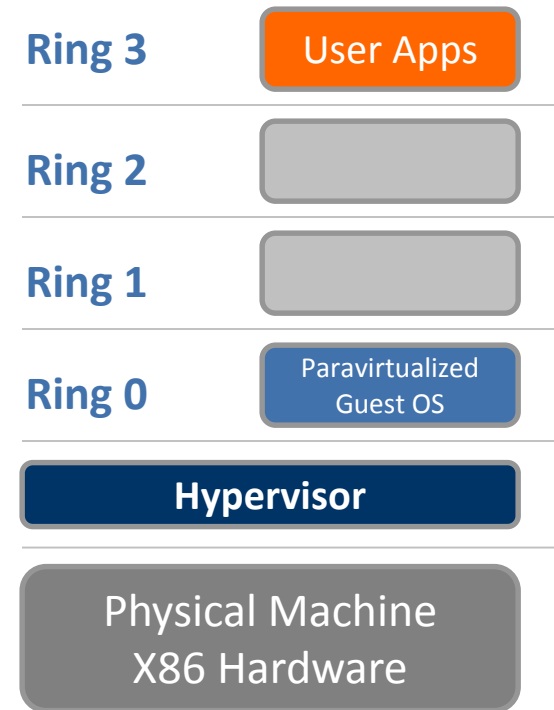 Ring 3
User Apps
Ring 2
Ring 1
Ring 0
Paravirtualized
Guest OS
Hypervisor
Physical Machine
X86 Hardware